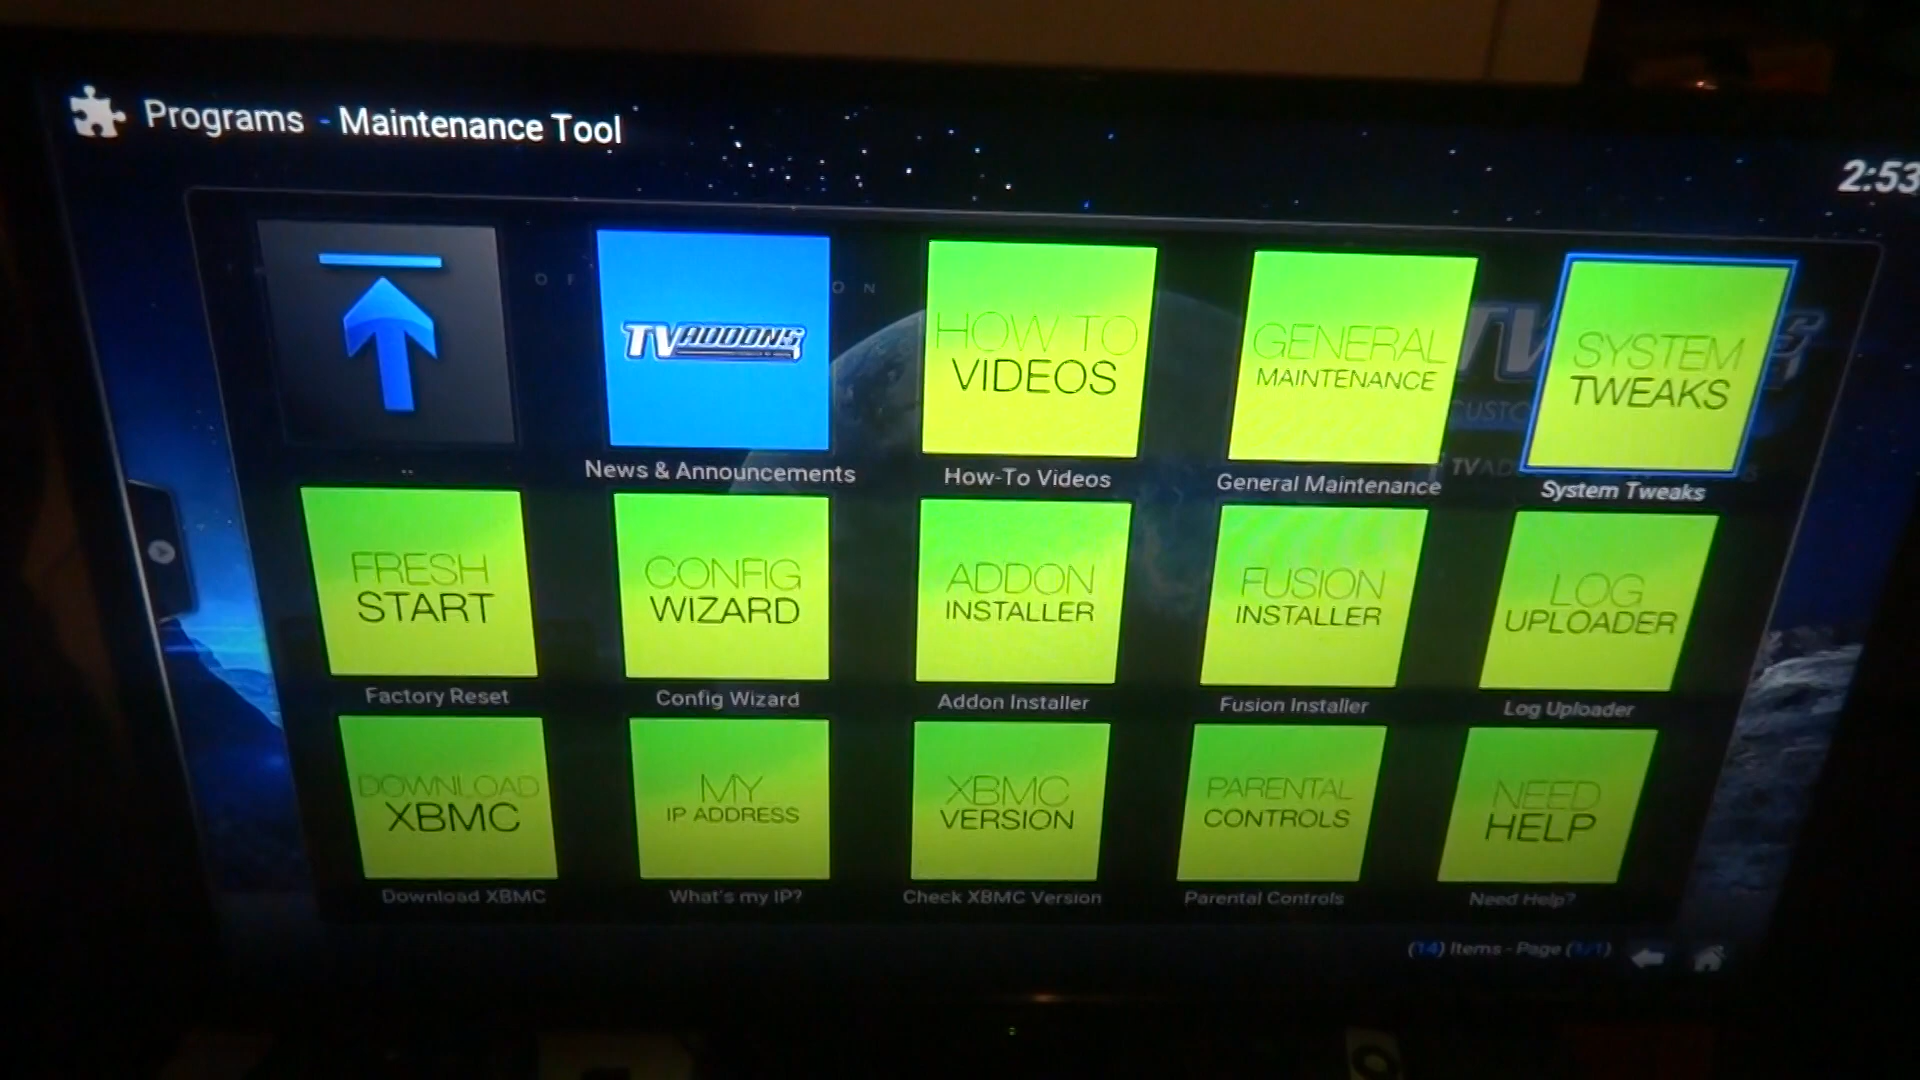 Programs - Maintenance Tool
2:53
TVADDONS
HOW TO
VIDEOS
GENERAL
MAINTENANCE
SYSTEM
TWEAKS
..
News & Announcements
How-To Videos
General Maintenance
System Tweaks
FRESH
START
CONFIG
WIZARD
ADDON
INSTALLER
FUSION
INSTALLER
LOG
UPLOADER
Factory Reset
Config Wizard
Addon Installer
Fusion Installer
Log Uploader
DOWNLOAD
XBMC
MY
IP ADDRESS
XBMC
VERSION
PARENTAL
CONTROLS
NEED
HELP
Download XBMC
What's my IP?
Check XBMC Version
Parental Controls
Need Help?
(14) Items - Page (1/1)